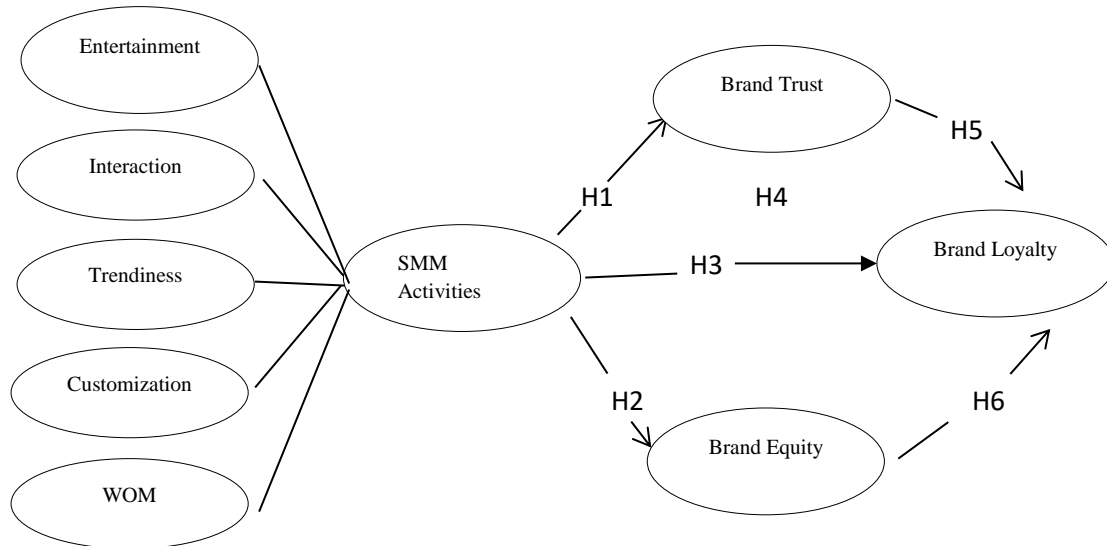 Entertainment
Interaction
Trendiness
Customization
WOM
SMM
Activities
Brand Trust
Brand Equity
Brand Loyalty
H1
H2
H3
H4
H5
H6